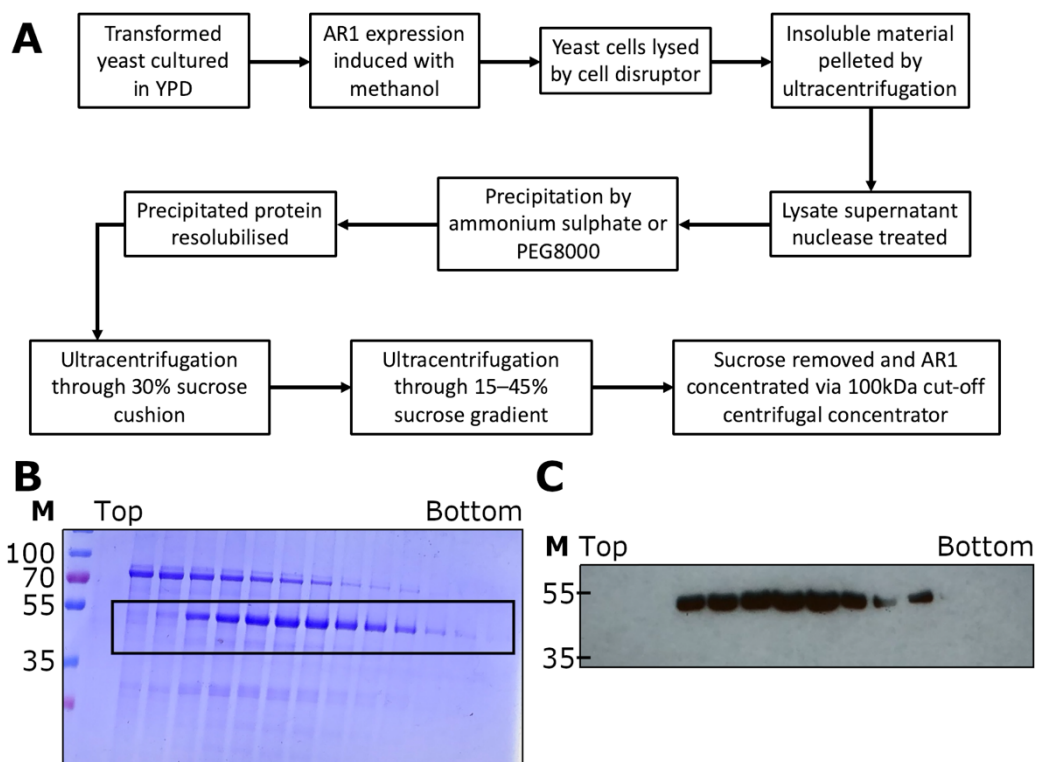 A
Transformed
yeast cultured
in YPD
AR1 expression
induced with
methanol
Yeast cells lysed
by cell disruptor
Insoluble material
pelleted by
ultracentrifugation
Lysate supernatant
nuclease treated
Precipitation by
ammonium sulphate or
PEG8000
Precipitated protein
resolubilised
Ultracentrifugation
through 30% sucrose
cushion
Ultracentrifugation
through 15–45%
sucrose gradient
Sucrose removed and AR1
concentrated via 100kDa cut-off
centrifugal concentrator
B
M Top Bottom
100
70
55
35
C
M Top Bottom
55
35